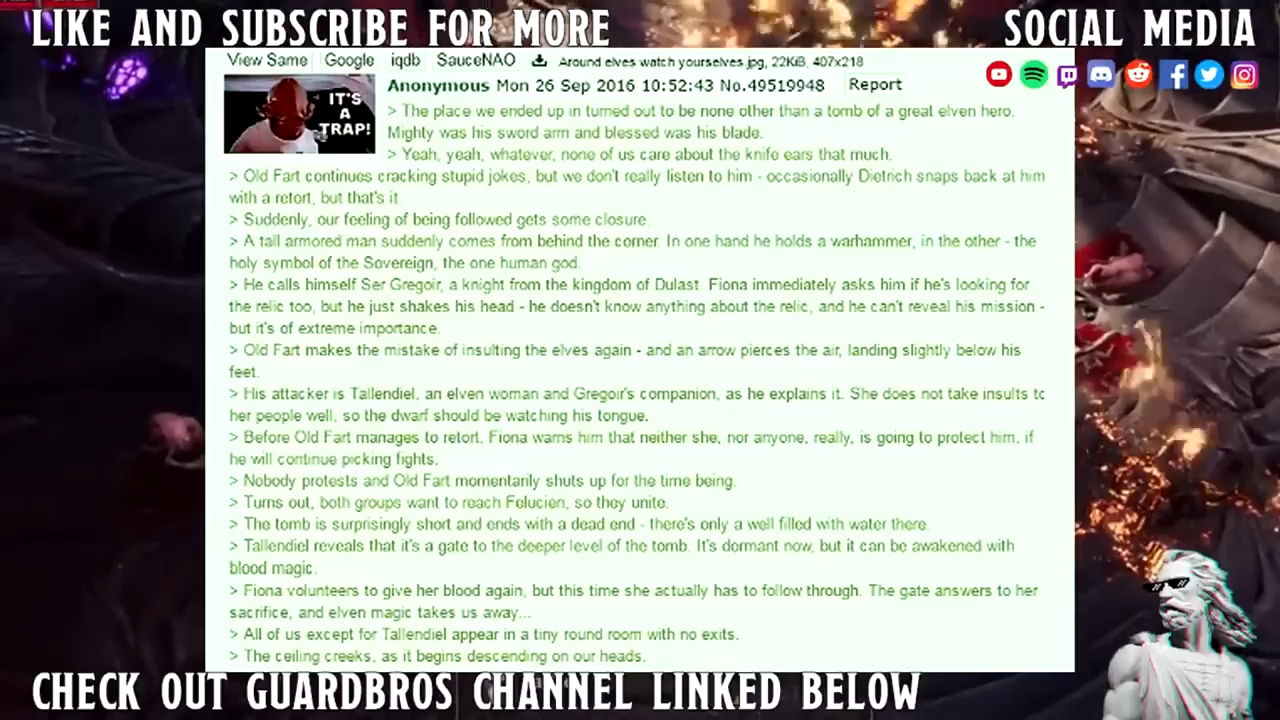 LIKE AND SUBSCRIBE FOR MORE
SOCIAL MEDIA
View Same Google iqdb SauceNAO Around elves watch yourselves.jpg, 22KiB, 407x218
Anonymous Mon 26 Sep 2016 10:52:43 No.49519948 Report
IT'S
A
TRAP!
> The place we ended up in turned out to be none other than a tomb of a great elven hero.
Mighty was his sword arm and blessed was his blade.
> Yeah, yeah, whatever, none of us care about the knife ears that much.
> Old Fart continues cracking stupid jokes, but we don't really listen to him - occasionally Dietrich snaps back at him
with a retort, but that's it.
> Suddenly, our feeling of being followed gets some closure.
> A tall armored man suddenly comes from behind the corner. In one hand he holds a warhammer, in the other - the
holy symbol of the Sovereign, the one human god.
> He calls himself Ser Gregoir, a knight from the kingdom of Dulast. Fiona immediately asks him if he's looking for
the relic too, but he just shakes his head - he doesn't know anything about the relic, and he can't reveal his mission -
but it's of extreme importance.
> Old Fart makes the mistake of insulting the elves again - and an arrow pierces the air, landing slightly below his
feet.
> His attacker is Tallendiel, an elven woman and Gregoir's companion, as he explains it. She does not take insults to
her people well, so the dwarf should be watching his tongue.
> Before Old Fart manages to retort, Fiona warns him that neither she, nor anyone, really, is going to protect him, if
he will continue picking fights.
> Nobody protests and Old Fart momentarily shuts up for the time being.
> Turns out, both groups want to reach Felucien, so they unite.
> The tomb is surprisingly short and ends with a dead end - there's only a well filled with water there.
> Tallendiel reveals that it's a gate to the deeper level of the tomb. It's dormant now, but it can be awakened with
blood magic.
> Fiona volunteers to give her blood again, but this time she actually has to follow through. The gate answers to her
sacrifice, and elven magic takes us away...
> All of us except for Tallendiel appear in a tiny round room with no exits.
> The ceiling creeks, as it begins descending on our heads.
CHECK OUT GUARDBROS CHANNEL LINKED BELOW